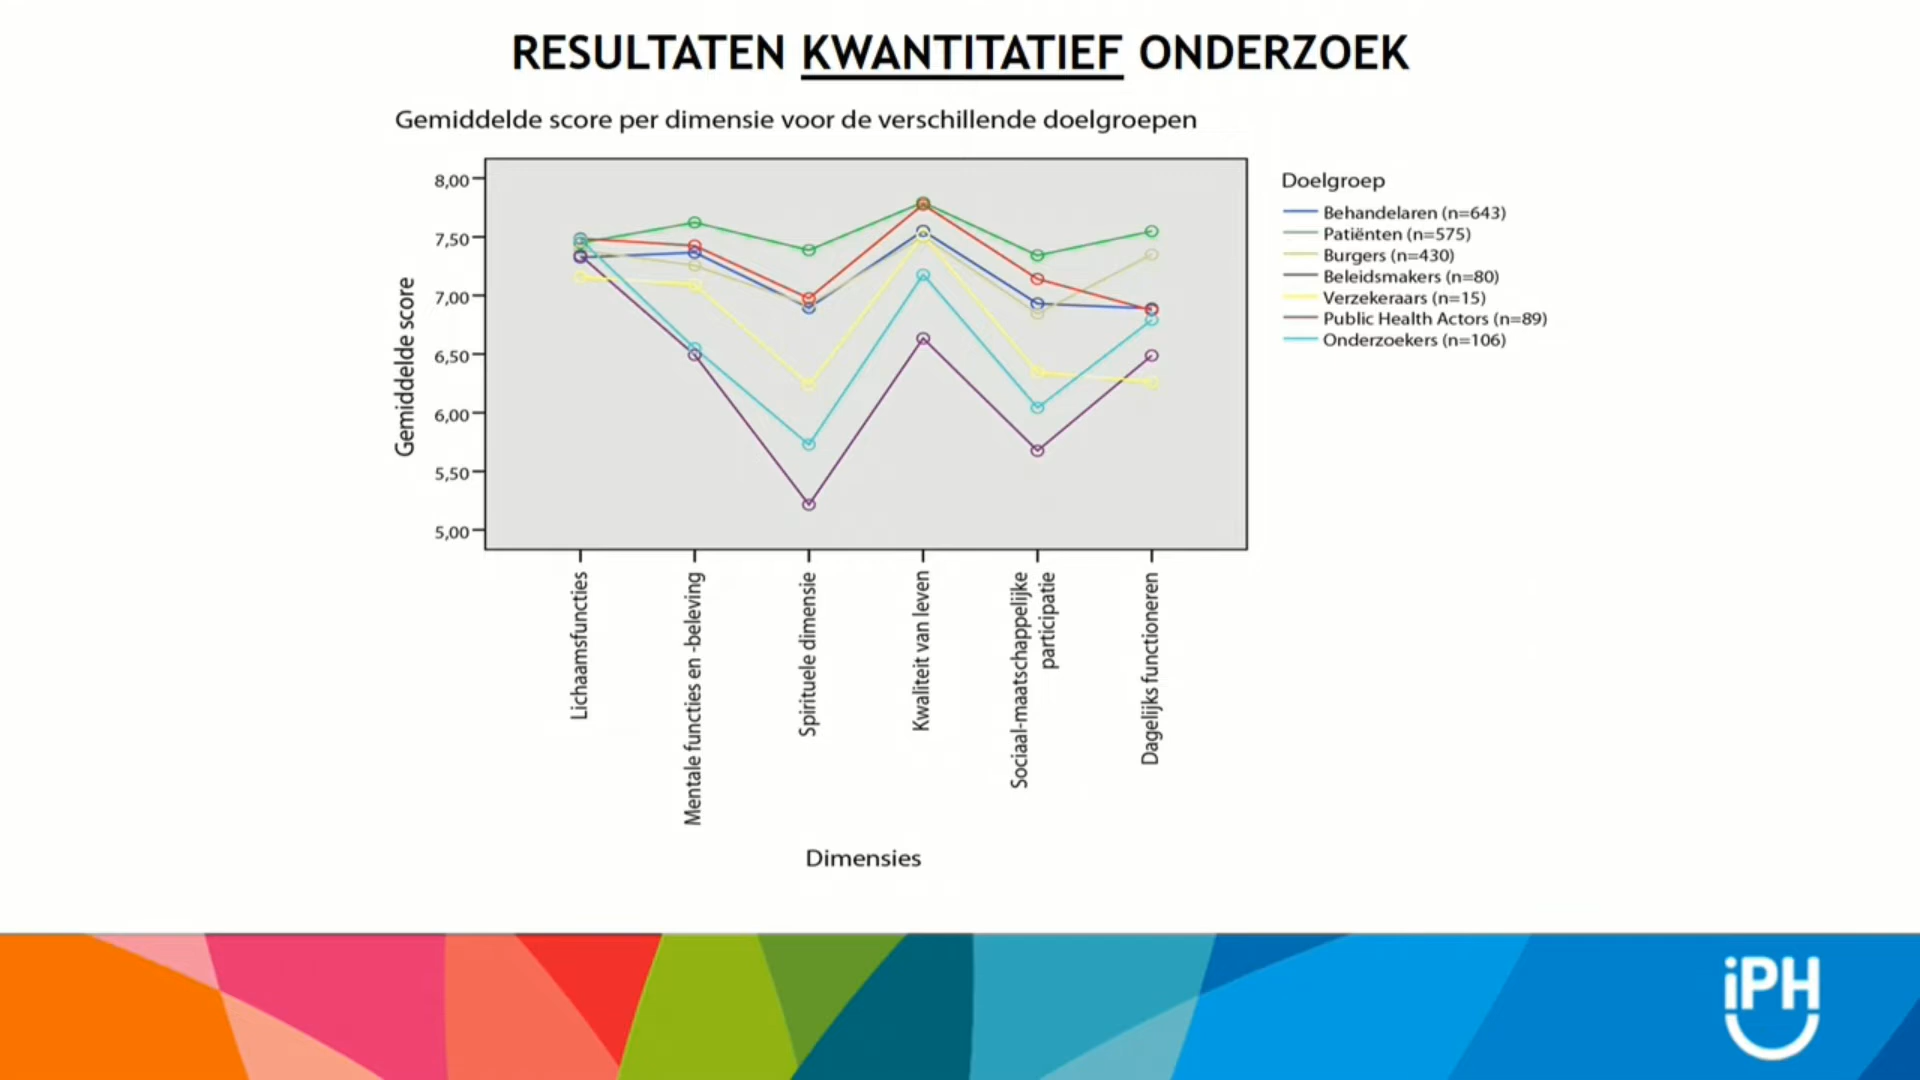 RESULTATEN KWANTITATIEF ONDERZOEK
Gemiddelde score per dimensie voor de verschillende doelgroepen
Gemiddelde score
8,00
7,50
7,00
6,50
6,00
5,50
5,00
Lichaamsfuncties
Mentale functies en -beleving
Spirituele dimensie
Kwaliteit van leven
Sociaal-maatschappelijke
participatie
Dagelijks functioneren
Dimensies
Doelgroep
Behandelaren (n=643)
Patiënten (n=575)
Burgers (n=430)
Beleidsmakers (n=80)
Verzekeraars (n=15)
Public Health Actors (n=89)
Onderzoekers (n=106)
iPH